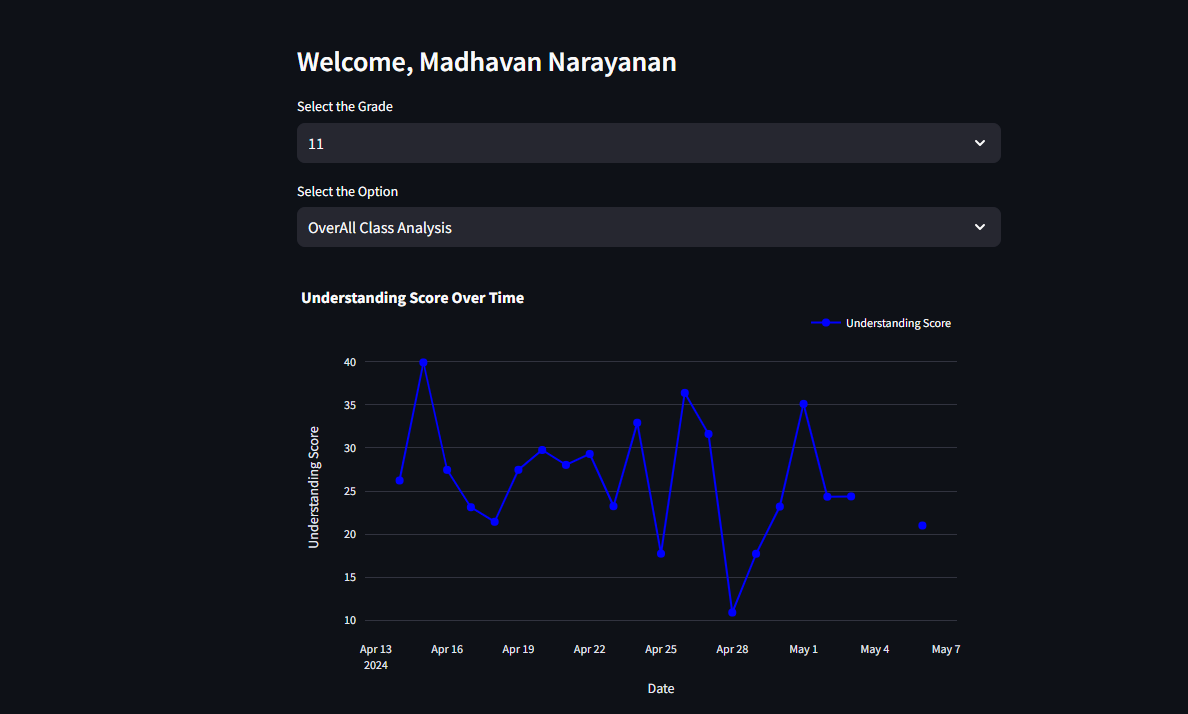 Welcome, Madhavan Narayanan
Select the Grade
11
Select the Option
OverAll Class Analysis
Understanding Score Over Time
Understanding Score
40
35
30
25
20
15
10
Understanding Score
Apr 13 Apr 16 Apr 19 Apr 22 Apr 25 Apr 28 May 1 May 4 May 7
2024
Date